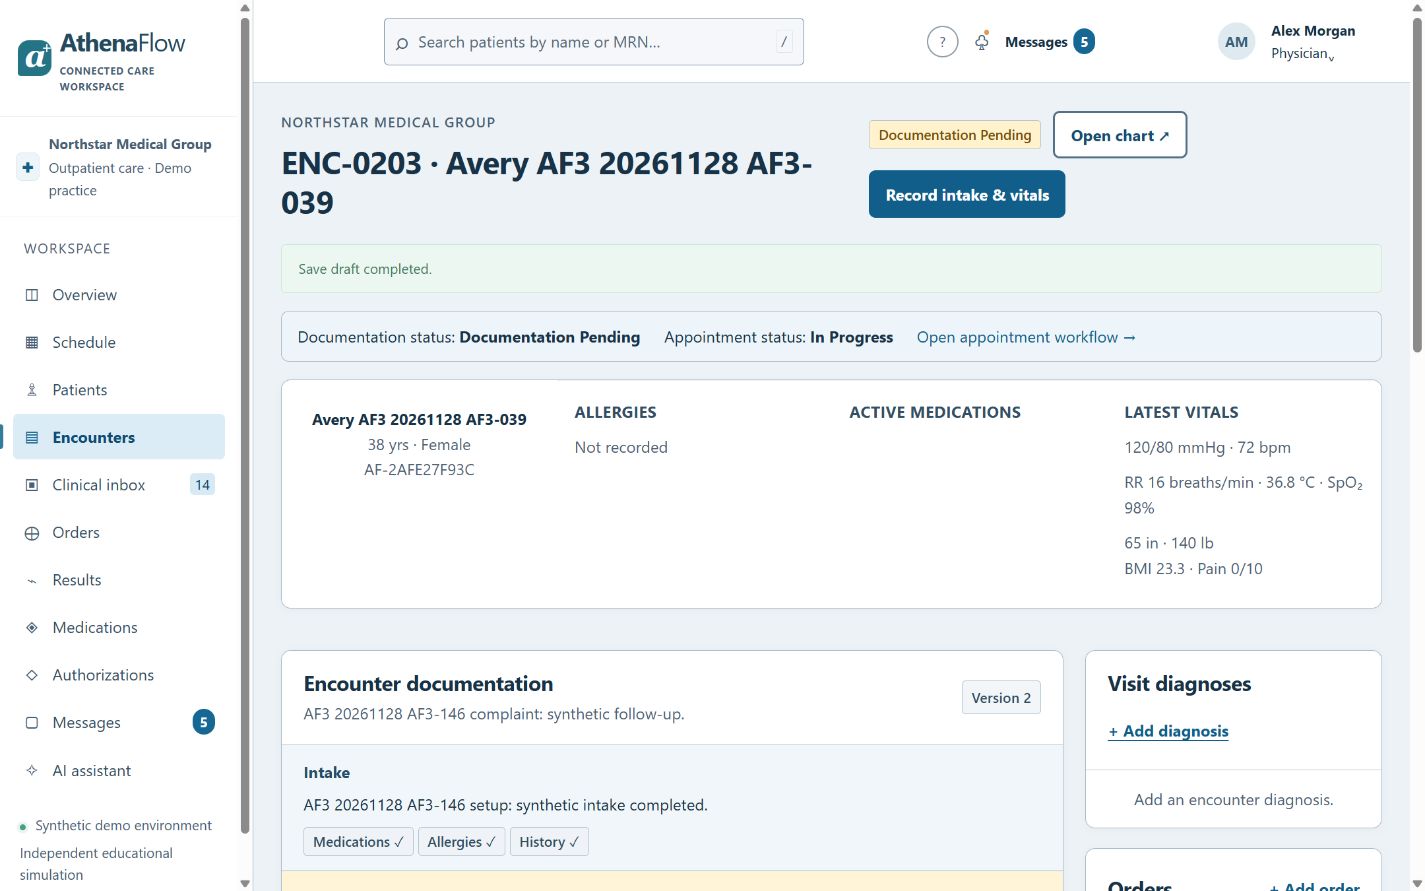 AthenaFlow
CONNECTED CARE
WORKSPACE
Northstar Medical Group
Outpatient care · Demo
practice
WORKSPACE
Overview
Schedule
Patients
Encounters
Clinical inbox 14
Orders
Results
Medications
Authorizations
Messages 5
AI assistant
Synthetic demo environment
Independent educational
simulation
Search patients by name or MRN... /
? Messages 5
AM Alex Morgan
Physician
NORTHSTAR MEDICAL GROUP
ENC-0203 · Avery AF3 20261128 AF3-
039
Documentation Pending Open chart ↗
Record intake & vitals
Save draft completed.
Documentation status: Documentation Pending Appointment status: In Progress Open appointment workflow →
Avery AF3 20261128 AF3-039
38 yrs · Female
AF-2AFE27F93C
ALLERGIES
Not recorded
ACTIVE MEDICATIONS
LATEST VITALS
120/80 mmHg · 72 bpm
RR 16 breaths/min · 36.8 °C · SpO₂
98%
65 in · 140 lb
BMI 23.3 · Pain 0/10
Encounter documentation
AF3 20261128 AF3-146 complaint: synthetic follow-up.
Version 2
Intake
AF3 20261128 AF3-146 setup: synthetic intake completed.
Medications ✓ Allergies ✓ History ✓
Visit diagnoses
+ Add diagnosis
Add an encounter diagnosis.
Orders + Add order